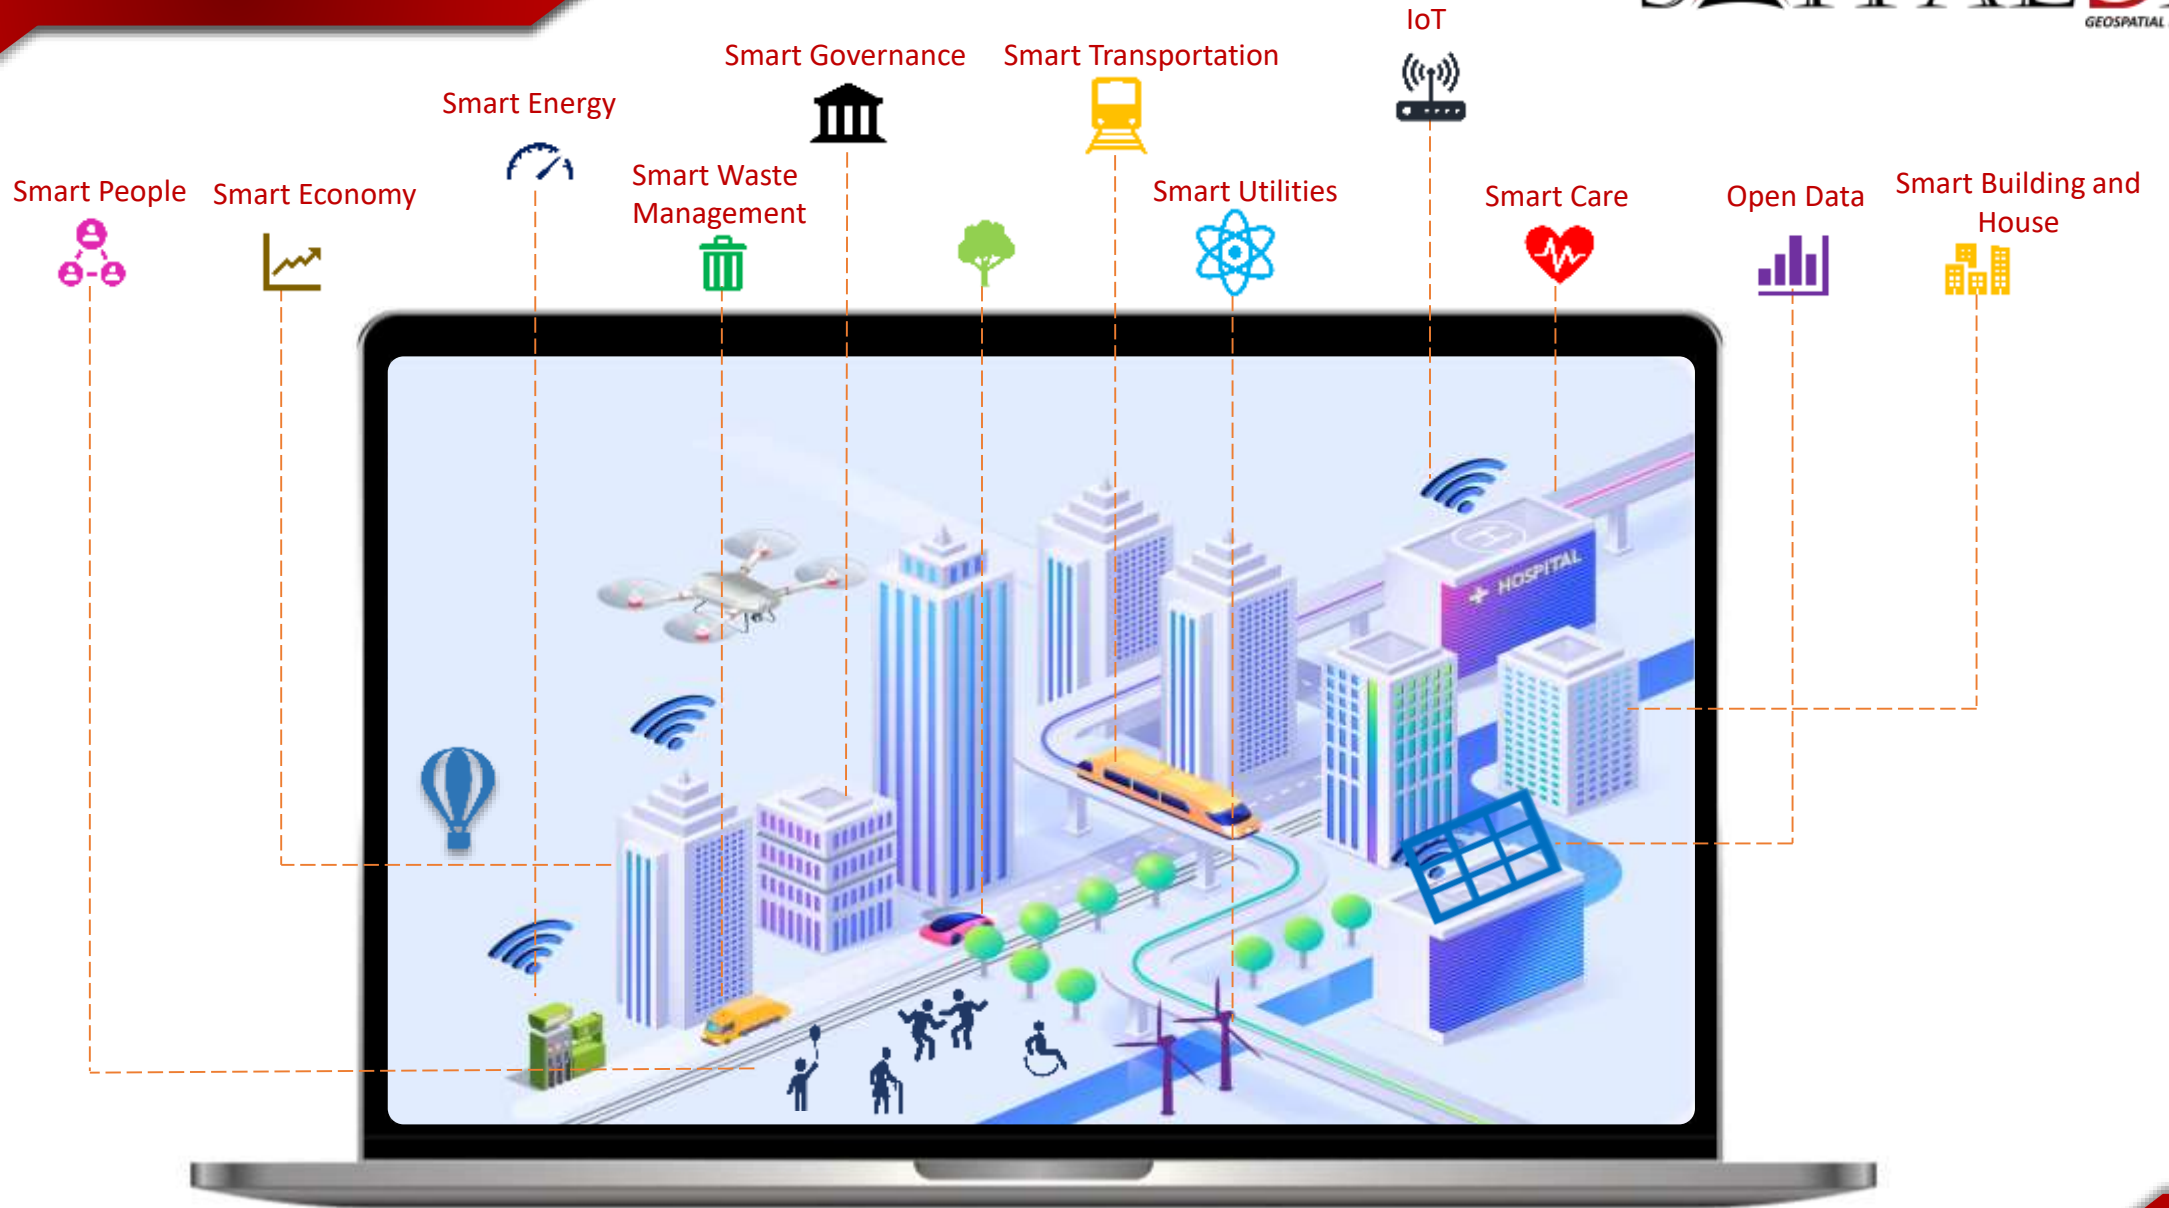 IoT
GEOSPATIAL
Smart Governance
Smart Transportation
Smart Energy
Smart People
Smart Economy
Smart Waste
Management
Smart Utilities
Smart Care
Open Data
Smart Building and
House
HOSPITAL